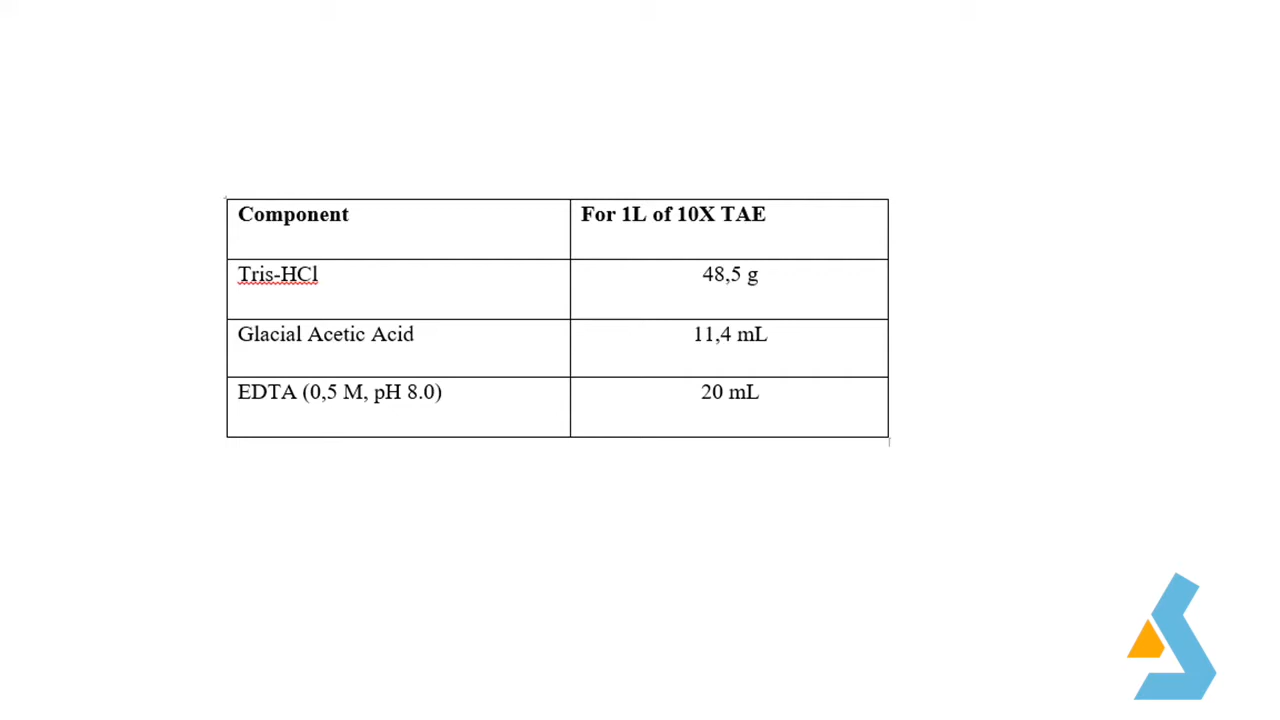 Component For 1L of 10X TAE
Tris-HCl 48,5 g
Glacial Acetic Acid 11,4 mL
EDTA (0,5 M, pH 8.0) 20 mL